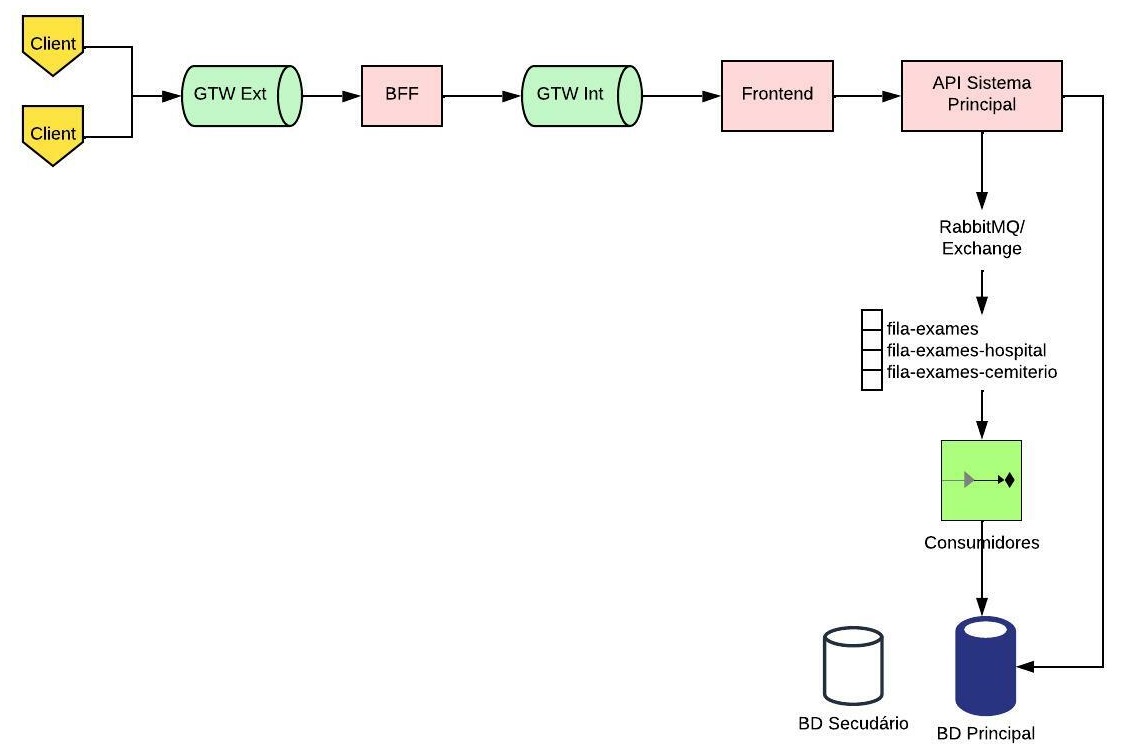 Client
Client
GTW Ext
BFF
GTW Int
Frontend
API Sistema
Principal
RabbitMQ/
Exchange
fila-exames
fila-exames-hospital
fila-exames-cemiterio
Consumidores
BD Secudário
BD Principal